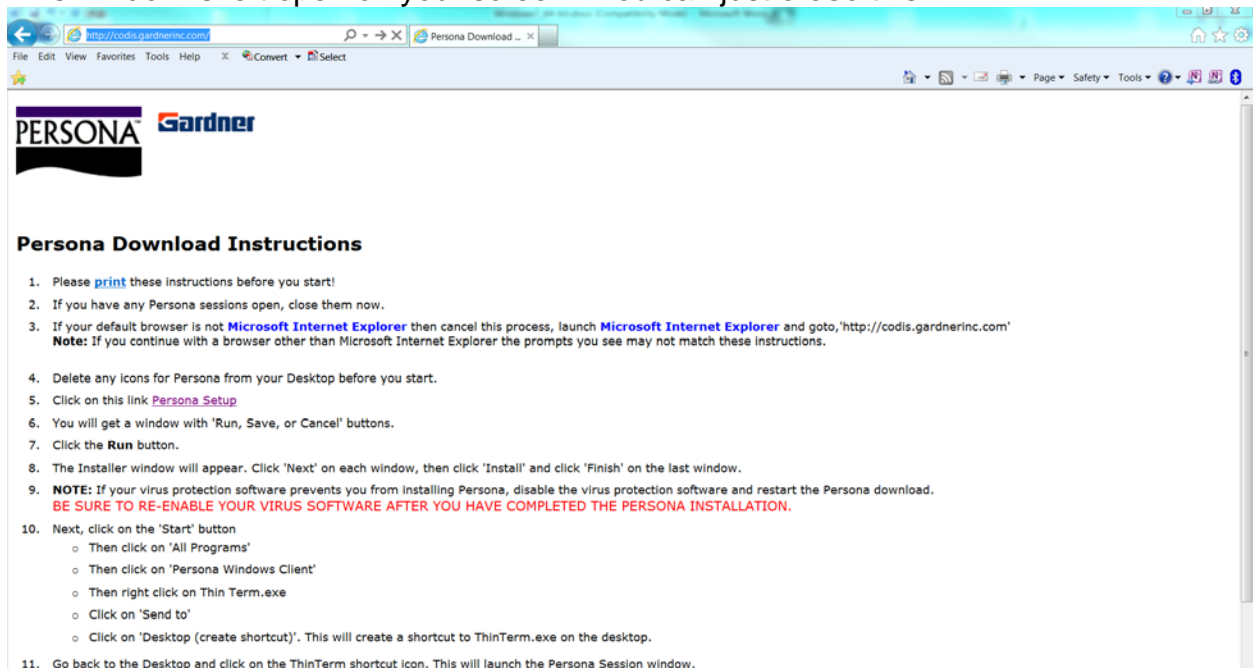 http://codis.gardnerinc.com/
Persona Download ...
File Edit View Favorites Tools Help X Convert Select
Page Safety Tools
PERSONA™ Gardner
Persona Download Instructions
1. Please print these instructions before you start!
2. If you have any Persona sessions open, close them now.
3. If your default browser is not Microsoft Internet Explorer then cancel this process, launch Microsoft Internet Explorer and goto,'http://codis.gardnerinc.com'
Note: If you continue with a browser other than Microsoft Internet Explorer the prompts you see may not match these instructions.
4. Delete any icons for Persona from your Desktop before you start.
5. Click on this link Persona Setup
6. You will get a window with 'Run, Save, or Cancel' buttons.
7. Click the Run button.
8. The Installer window will appear. Click 'Next' on each window, then click 'Install' and click 'Finish' on the last window.
9. NOTE: If your virus protection software prevents you from installing Persona, disable the virus protection software and restart the Persona download.
BE SURE TO RE-ENABLE YOUR VIRUS SOFTWARE AFTER YOU HAVE COMPLETED THE PERSONA INSTALLATION.
10. Next, click on the 'Start' button
○ Then click on 'All Programs'
○ Then click on 'Persona Windows Client'
○ Then right click on Thin Term.exe
○ Click on 'Send to'
○ Click on 'Desktop (create shortcut)'. This will create a shortcut to ThinTerm.exe on the desktop.
11. Go back to the Desktop and click on the ThinTerm shortcut icon. This will launch the Persona Session window.